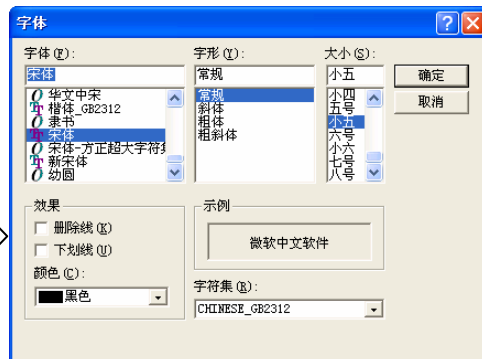 字体
字体(F):
宋体
华文中宋
楷体_GB2312
隶书
宋体
宋体-方正超大字符集
新宋体
幼圆
字形(Y):
常规
常规
斜体
粗体
粗斜体
大小(S):
小五
小四
五号
小五
六号
小六
七号
八号
确定
取消
效果
删除线(K)
下划线(U)
颜色(C):
黑色
示例
微软中文软件
字符集(R):
CHINESE_GB2312